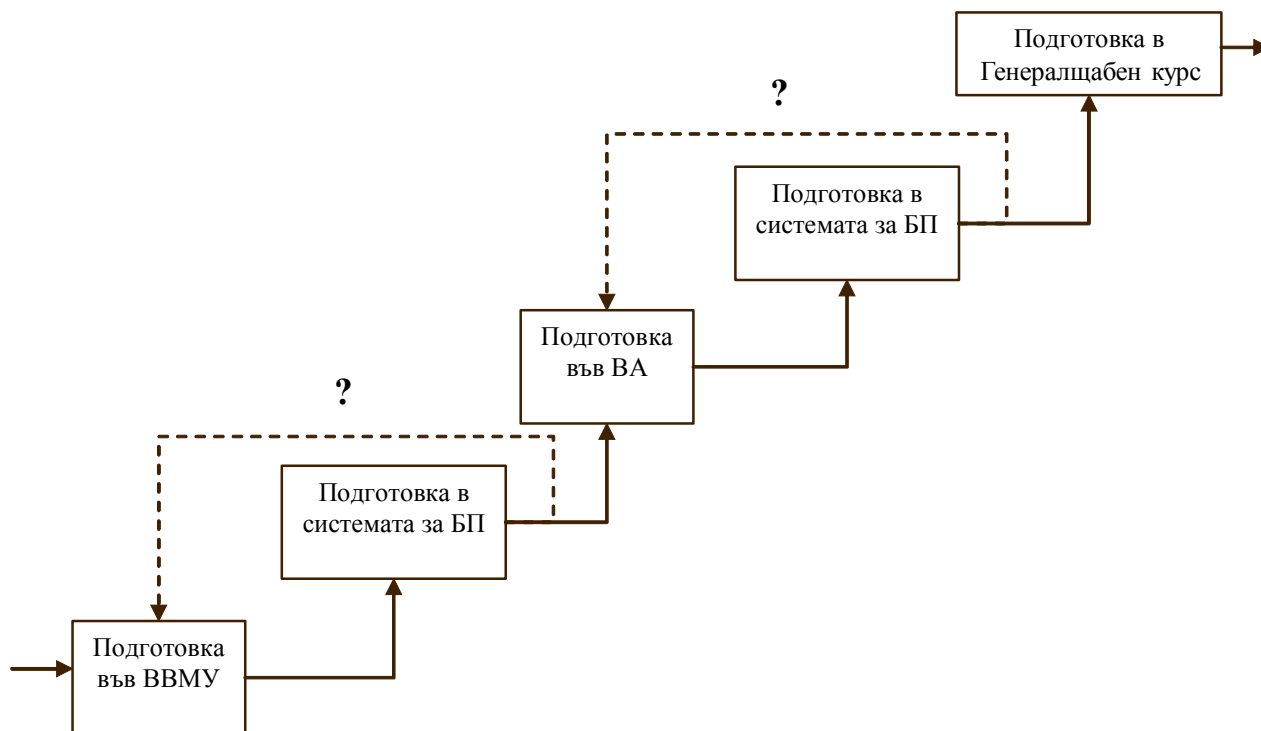 Подготовка в
Генералщабен курс
?
Подготовка в
системата за БП
Подготовка
във ВА
?
Подготовка в
системата за БП
Подготовка
във ВВМУ